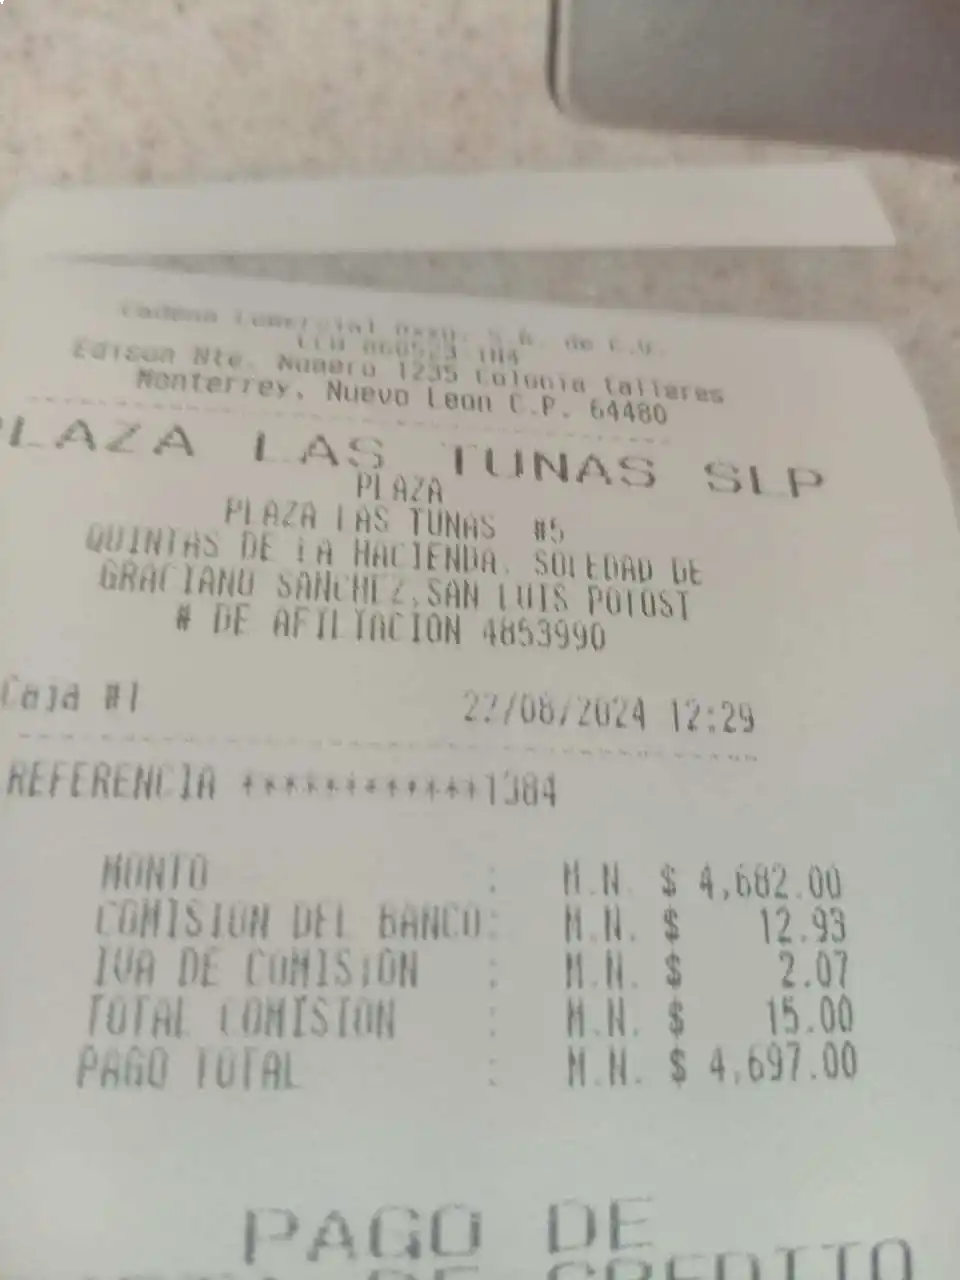 Cadena Comercial Oxxo, S.A. de C.V.
Edison Nte. Numero 1235 Colonia Talleres
Monterrey, Nuevo Leon C.P. 64480
PLAZA LAS TUNAS SLP
PLAZA
PLAZA LAS TUNAS #5
QUINTAS DE LA HACIENDA, SOLEDAD DE
GRACIANO SANCHEZ,SAN LUIS POTOSI
# DE AFILIACION 4853990
Caja #1 22/08/2024 12:29
REFERENCIA ************1384
MONTO : M.N. $ 4,682.00
COMISION DEL BANCO: M.N. $ 12.93
IVA DE COMISION : M.N. $ 2.07
TOTAL COMISION : M.N. $ 15.00
PAGO TOTAL : M.N. $ 4,697.00
PAGO DE
DE CREDITO